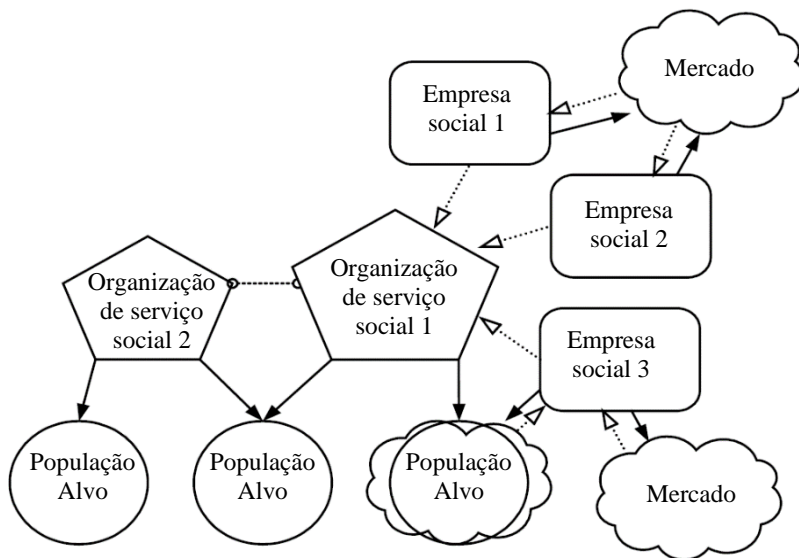 Mercado
Empresa
social 1
Empresa
social 2
Organização
de serviço
social 1
Organização
de serviço
social 2
Empresa
social 3
População
Alvo
População
Alvo
População
Alvo
Mercado